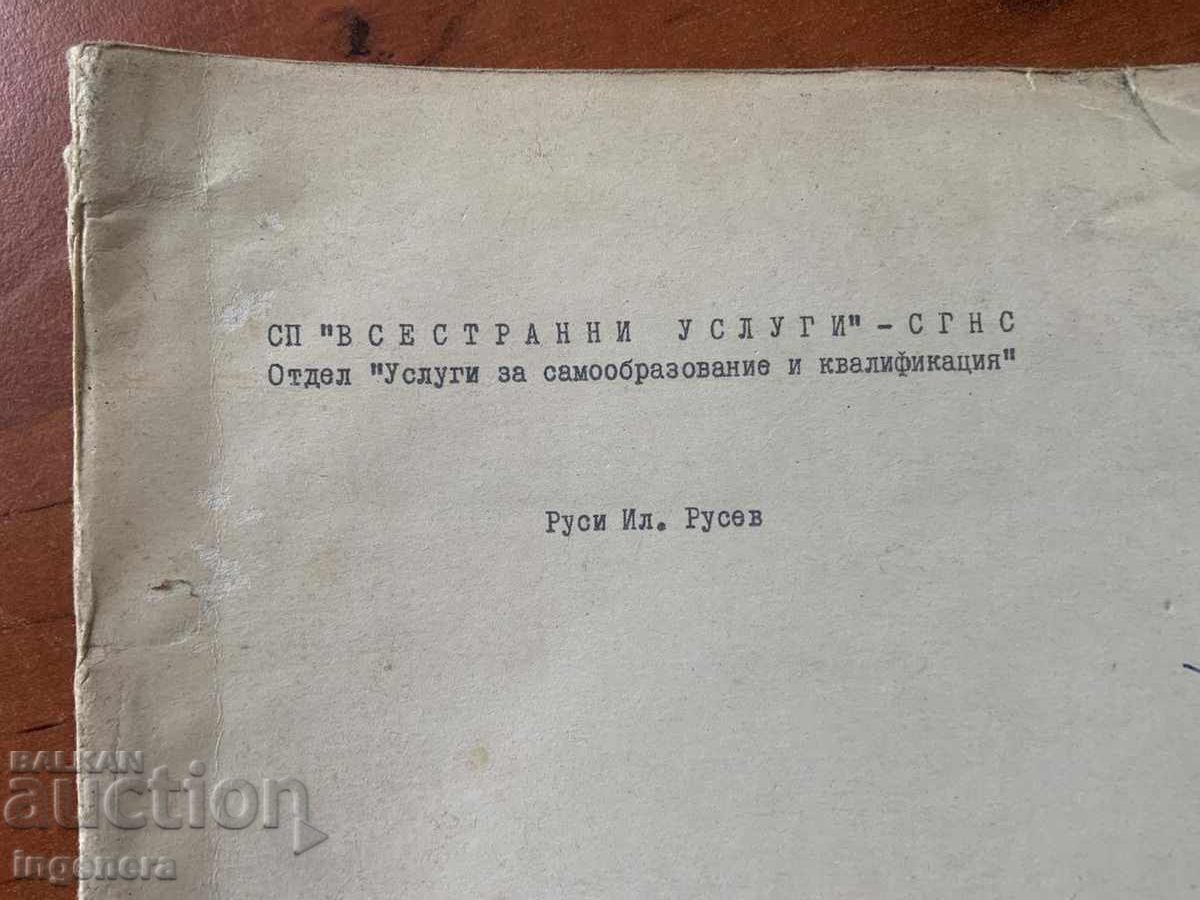 СП "ВСЕСТРАННИ УСЛУГИ" - СГНС
Отдел "Услуги за самообразование и квалификация"
Руси Ил. Русев
BALKAN
auction
ingenera